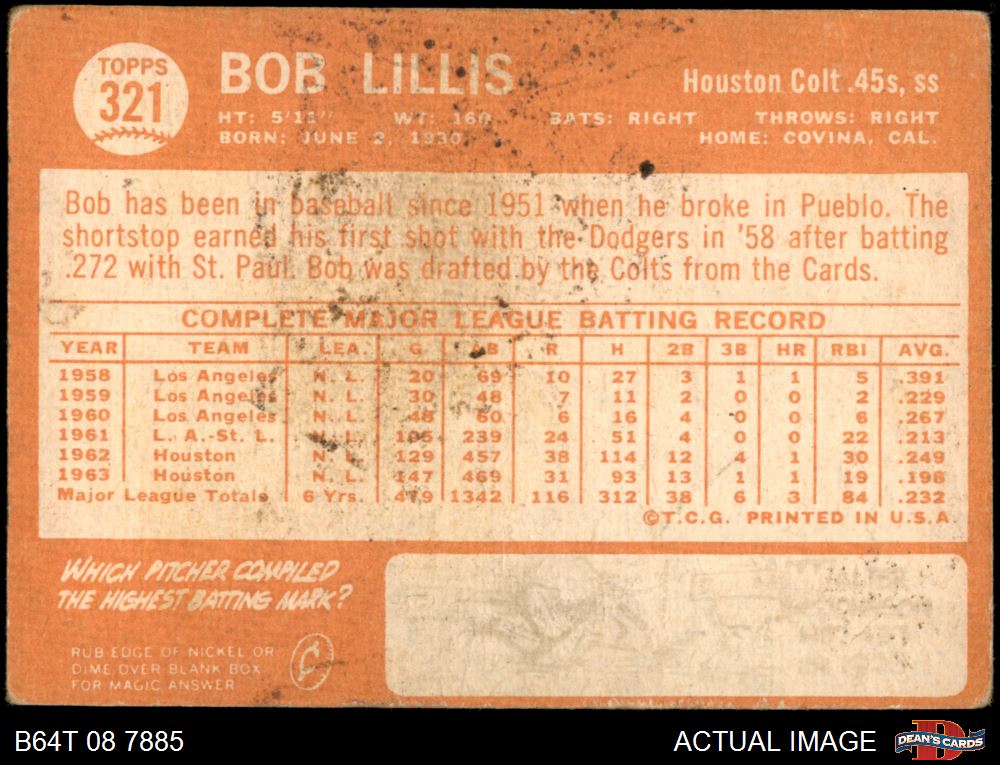 TOPPS
321
BOB LILLIS
Houston Colt .45s, ss
HT: 5'11" WT: 160 BATS: RIGHT THROWS: RIGHT
BORN: JUNE 2, 1930 HOME: COVINA, CAL.
Bob has been in baseball since 1951 when he broke in Pueblo. The
shortstop earned his first shot with the Dodgers in '58 after batting
.272 with St. Paul. Bob was drafted by the Colts from the Cards.
COMPLETE MAJOR LEAGUE BATTING RECORD
YEAR TEAM LEA. G AB R H 2B 3B HR RBI AVG.
1958 Los Angeles N. L. 20 69 10 27 3 1 1 5 .391
1959 Los Angeles N. L. 30 48 7 11 2 0 0 2 .229
1960 Los Angeles N. L. 48 60 6 16 4 0 0 6 .267
1961 L. A.-St. L. N. L. 105 239 24 51 4 0 0 22 .213
1962 Houston N. L. 129 457 38 114 12 4 1 30 .249
1963 Houston N. L. 147 469 31 93 13 1 1 19 .198
Major League Totals 6 Yrs. 479 1342 116 312 38 6 3 84 .232
©T.C.G. PRINTED IN U.S.A.
WHICH PITCHER COMPILED
THE HIGHEST BATTING MARK?
RUB EDGE OF NICKEL OR
DIME OVER BLANK BOX
FOR MAGIC ANSWER
B64T 08 7885
ACTUAL IMAGE
DEAN'S CARDS